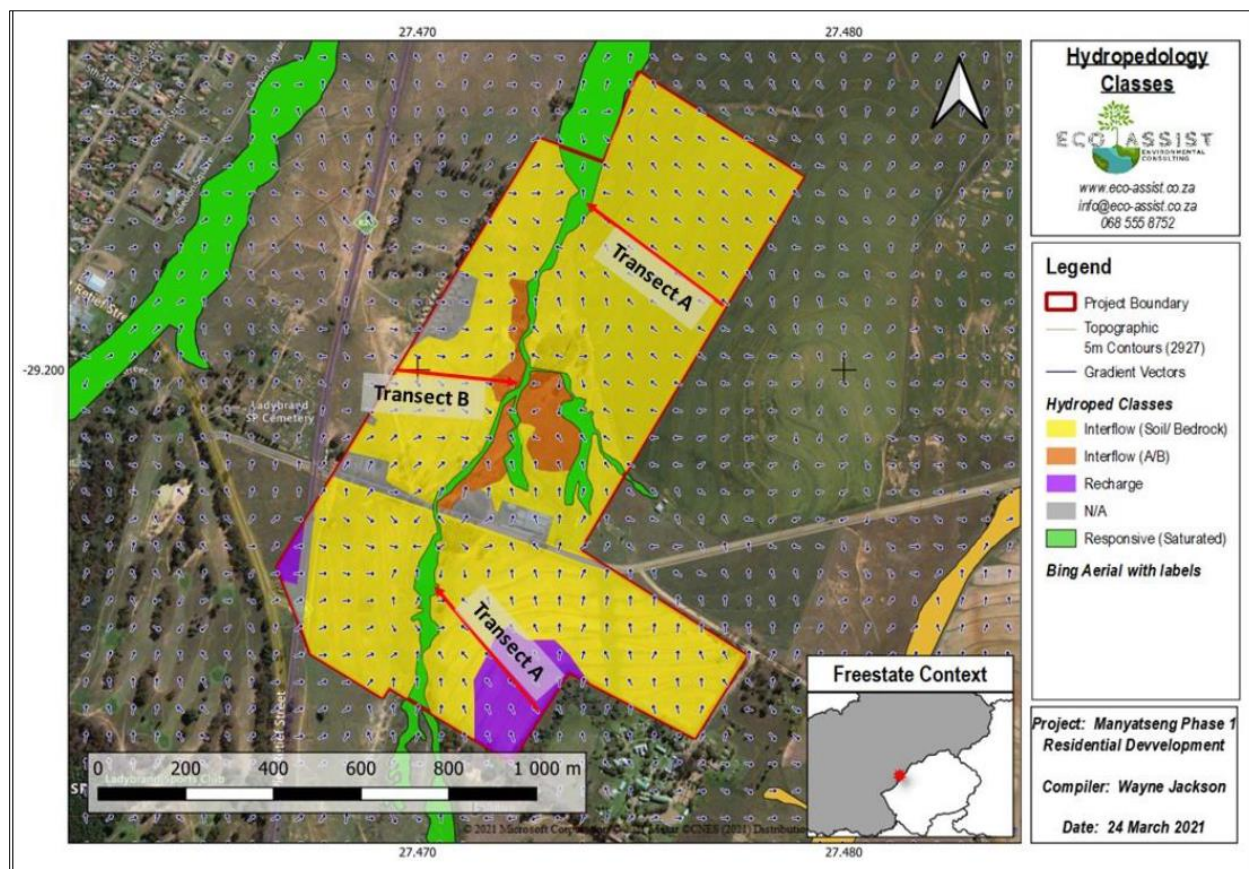 27.470
27.480
-29.200
5th Street
Ladybrand
SP Cemetery
Transect A
Transect B
Transect A
Ladybrand Sports Club
0 200 400 600 800 1 000 m
27.470
27.480
Freestate Context
Hydropedology
Classes
ECO ASSIST
ENVIRONMENTAL
CONSULTING
www.eco-assist.co.za
info@eco-assist.co.za
068 555 8752
Legend
Project Boundary
Topographic
5m Contours (2927)
Gradient Vectors
Hydroped Classes
Interflow (Soil/ Bedrock)
Interflow (A/B)
Recharge
N/A
Responsive (Saturated)
Bing Aerial with labels
Project: Manyatseng Phase 1
Residential Devvelopment
Compiler: Wayne Jackson
Date: 24 March 2021